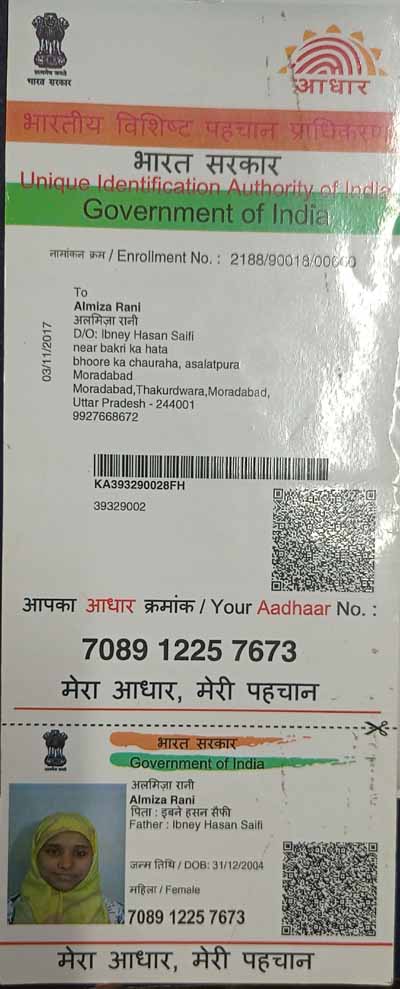 सत्यमेव जयते
भारत सरकार
आधार
भारतीय विशिष्ट पहचान प्राधिकरण
भारत सरकार
Unique Identification Authority of India
Government of India
नामांकन क्रम / Enrollment No. :
03/11/2017
To
Almiza Rani
अलमिज़ा रानी
D/O: Ibney Hasan Saifi
near bakri ka hata
bhoore ka chauraha, asalatpura
Moradabad
Moradabad,Thakurdwara,Moradabad,
Uttar Pradesh - 244001
9927668672
KA393290028FH
39329002
आपका आधार क्रमांक / Your Aadhaar No. :
7089 1225 7673
मेरा आधार, मेरी पहचान
भारत सरकार
Government of India
अलमिज़ा रानी
Almiza Rani
पिता : इबने हसन सैफी
Father : Ibney Hasan Saifi
जन्म तिथि / DOB: 31/12/2004
महिला / Female
7089 1225 7673
मेरा आधार, मेरी पहचान